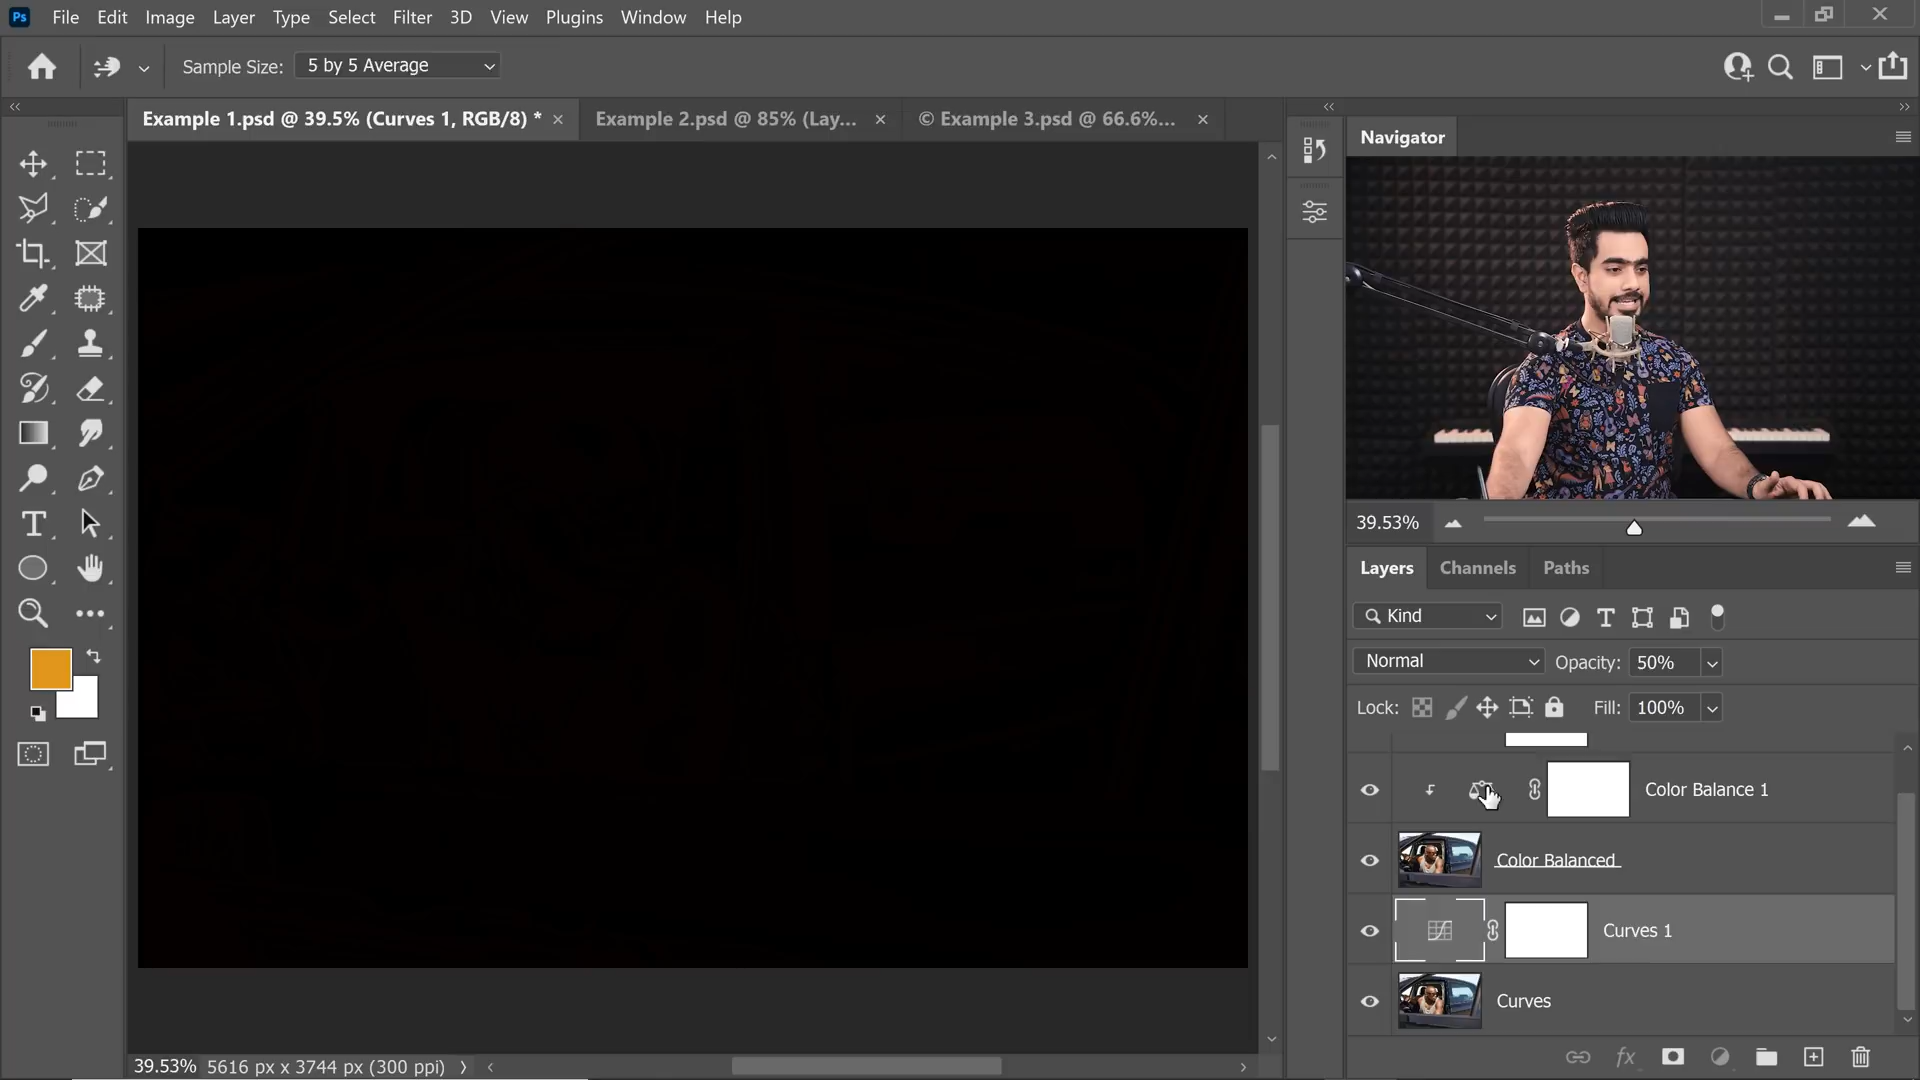 Ps File Edit Image Layer Type Select Filter 3D View Plugins Window Help
Sample Size: 5 by 5 Average
Example 1.psd @ 39.5% (Curves 1, RGB/8) * Example 2.psd @ 85% (Lay... © Example 3.psd @ 66.6%...
Navigator
39.53%
Layers Channels Paths
Kind
Normal Opacity: 50%
Lock: Fill: 100%
Color Balance 1
Color Balanced
Curves 1
Curves
fx
39.53% 5616 px x 3744 px (300 ppi)